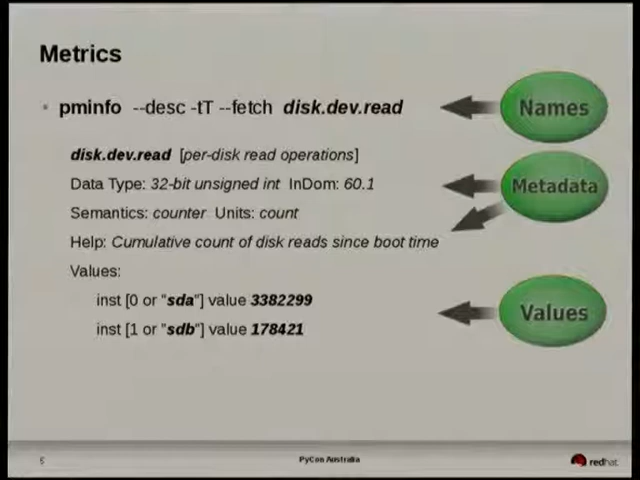 Metrics
pminfo --desc -tT --fetch disk.dev.read
Names
disk.dev.read [per-disk read operations]
Data Type: 32-bit unsigned int InDom: 60.1
Metadata
Semantics: counter Units: count
Help: Cumulative count of disk reads since boot time
Values:
inst [0 or "sda"] value 3382299
Values
inst [1 or "sdb"] value 178421
5
PyCon Australia
redhat